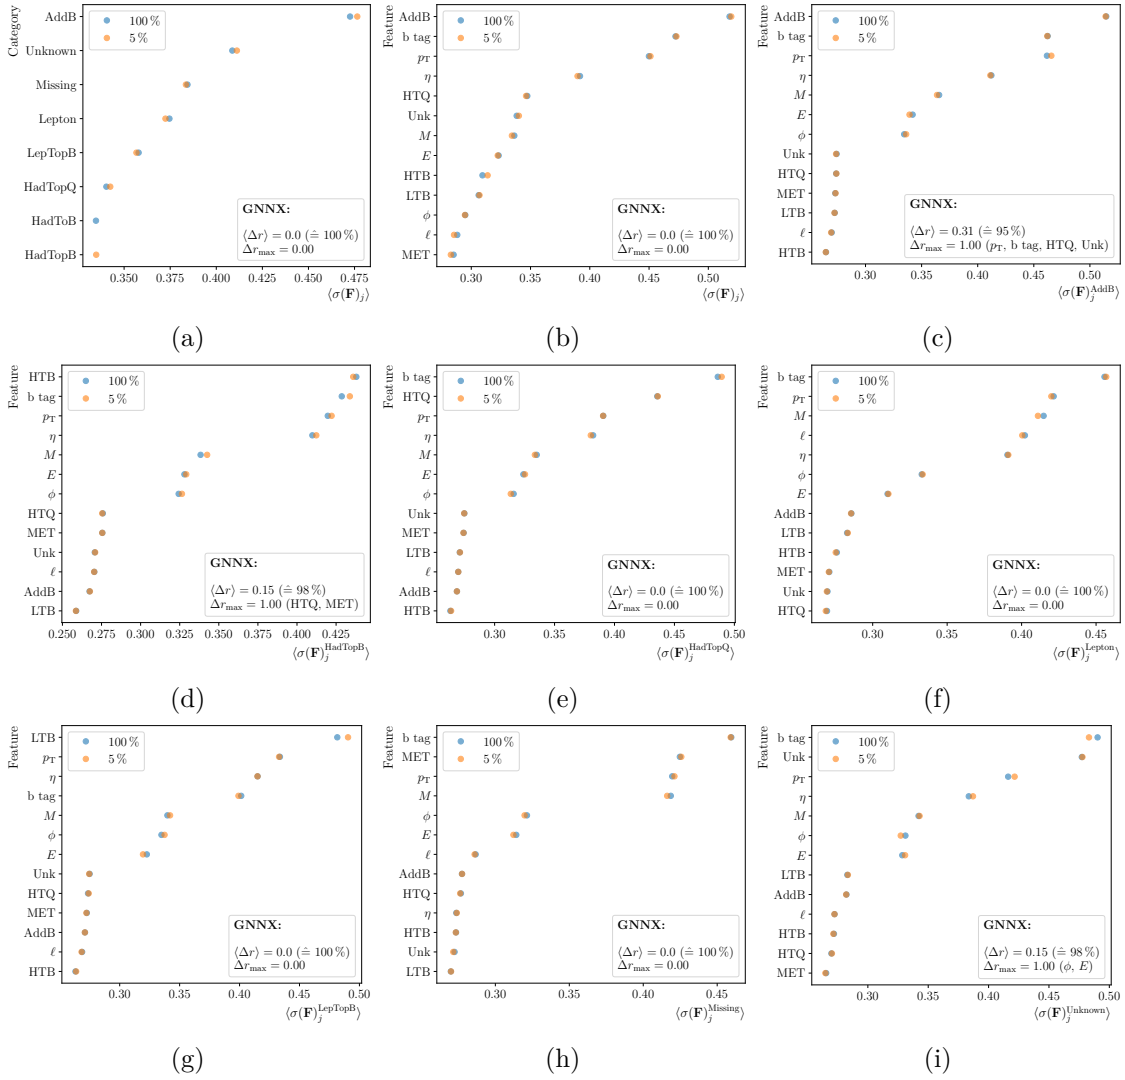 Category
AddB
Unknown
Missing
Lepton
LepTopB
HadTopQ
HadToB
HadTopB
100 %
5 %
GNNX:
⟨Δr⟩ = 0.0 (≙ 100 %)
Δr_max = 0.00
0.350 0.375 0.400 0.425 0.450 0.475
⟨σ(F)_j⟩
(a)
Feature
AddB
b tag
p_T
η
HTQ
Unk
M
E
HTB
LTB
ϕ
ℓ
MET
100 %
5 %
GNNX:
⟨Δr⟩ = 0.0 (≙ 100 %)
Δr_max = 0.00
0.30 0.35 0.40 0.45 0.50
⟨σ(F)_j⟩
(b)
Feature
AddB
b tag
p_T
η
M
E
ϕ
Unk
HTQ
MET
LTB
ℓ
HTB
100 %
5 %
GNNX:
⟨Δr⟩ = 0.31 (≙ 95 %)
Δr_max = 1.00 (p_T, b tag, HTQ, Unk)
0.30 0.35 0.40 0.45 0.50
⟨σ(F)_j^AddB⟩
(c)
Feature
HTB
b tag
p_T
η
M
E
ϕ
HTQ
MET
Unk
ℓ
AddB
LTB
100 %
5 %
GNNX:
⟨Δr⟩ = 0.15 (≙ 98 %)
Δr_max = 1.00 (HTQ, MET)
0.250 0.275 0.300 0.325 0.350 0.375 0.400 0.425
⟨σ(F)_j^HadTopB⟩
(d)
Feature
b tag
HTQ
p_T
η
M
E
ϕ
Unk
MET
LTB
ℓ
AddB
HTB
100 %
5 %
GNNX:
⟨Δr⟩ = 0.0 (≙ 100 %)
Δr_max = 0.00
0.30 0.35 0.40 0.45 0.50
⟨σ(F)_j^HadTopQ⟩
(e)
Feature
b tag
p_T
M
ℓ
η
ϕ
E
AddB
LTB
HTB
MET
Unk
HTQ
100 %
5 %
GNNX:
⟨Δr⟩ = 0.0 (≙ 100 %)
Δr_max = 0.00
0.30 0.35 0.40 0.45
⟨σ(F)_j^Lepton⟩
(f)
Feature
LTB
p_T
η
b tag
M
ϕ
E
Unk
HTQ
MET
AddB
ℓ
HTB
100 %
5 %
GNNX:
⟨Δr⟩ = 0.0 (≙ 100 %)
Δr_max = 0.00
0.30 0.35 0.40 0.45 0.50
⟨σ(F)_j^LepTopB⟩
(g)
Feature
b tag
MET
p_T
M
ϕ
E
ℓ
AddB
HTQ
η
HTB
Unk
LTB
100 %
5 %
GNNX:
⟨Δr⟩ = 0.0 (≙ 100 %)
Δr_max = 0.00
0.30 0.35 0.40 0.45
⟨σ(F)_j^Missing⟩
(h)
Feature
b tag
Unk
p_T
η
M
ϕ
E
LTB
AddB
ℓ
HTB
HTQ
MET
100 %
5 %
GNNX:
⟨Δr⟩ = 0.15 (≙ 98 %)
Δr_max = 1.00 (ϕ, E)
0.30 0.35 0.40 0.45 0.50
⟨σ(F)_j^Unknown⟩
(i)